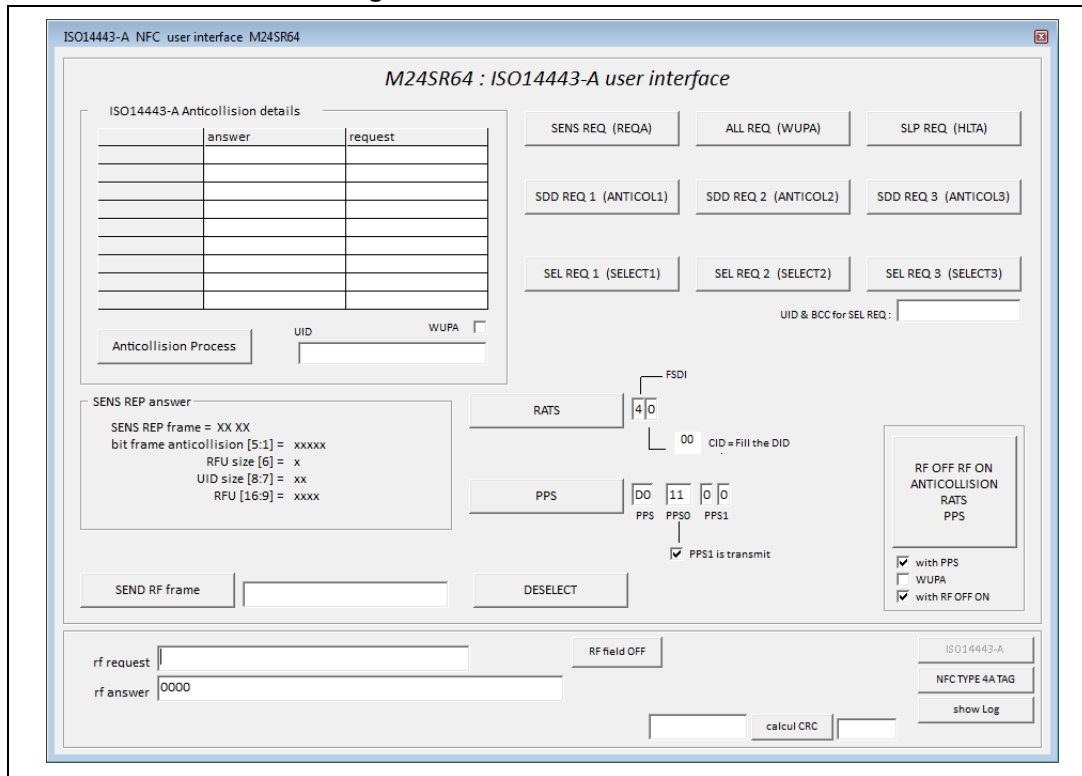 ISO14443-A NFC user interface M24SR64
M24SR64 : ISO14443-A user interface
ISO14443-A Anticollision details
answer request
SENS REQ (REQA) ALL REQ (WUPA) SLP REQ (HLTA)
SDD REQ 1 (ANTICOL1) SDD REQ 2 (ANTICOL2) SDD REQ 3 (ANTICOL3)
SEL REQ 1 (SELECT1) SEL REQ 2 (SELECT2) SEL REQ 3 (SELECT3)
UID & BCC for SEL REQ :
Anticollision Process
UID WUPA
SENS REP answer
SENS REP frame = XX XX
bit frame anticollision [5:1] = xxxxx
RFU size [6] = x
UID size [8:7] = xx
RFU [16:9] = xxxx
FSDI
RATS 4 0
00 CID = Fill the DID
PPS D0 11 0 0
PPS PPS0 PPS1
PPS1 is transmit
RF OFF RF ON
ANTICOLLISION
RATS
PPS
with PPS
WUPA
with RF OFF ON
SEND RF frame
DESELECT
rf request
rf answer 0000
RF field OFF
ISO14443-A
NFC TYPE 4A TAG
show Log
calcul CRC